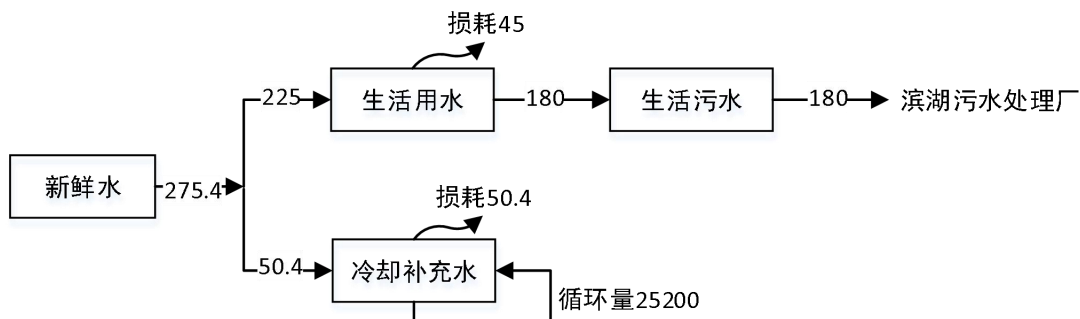 损耗45
225
生活用水
180
生活污水
180
滨湖污水处理厂
新鲜水
275.4
损耗50.4
50.4
冷却补充水
循环量25200